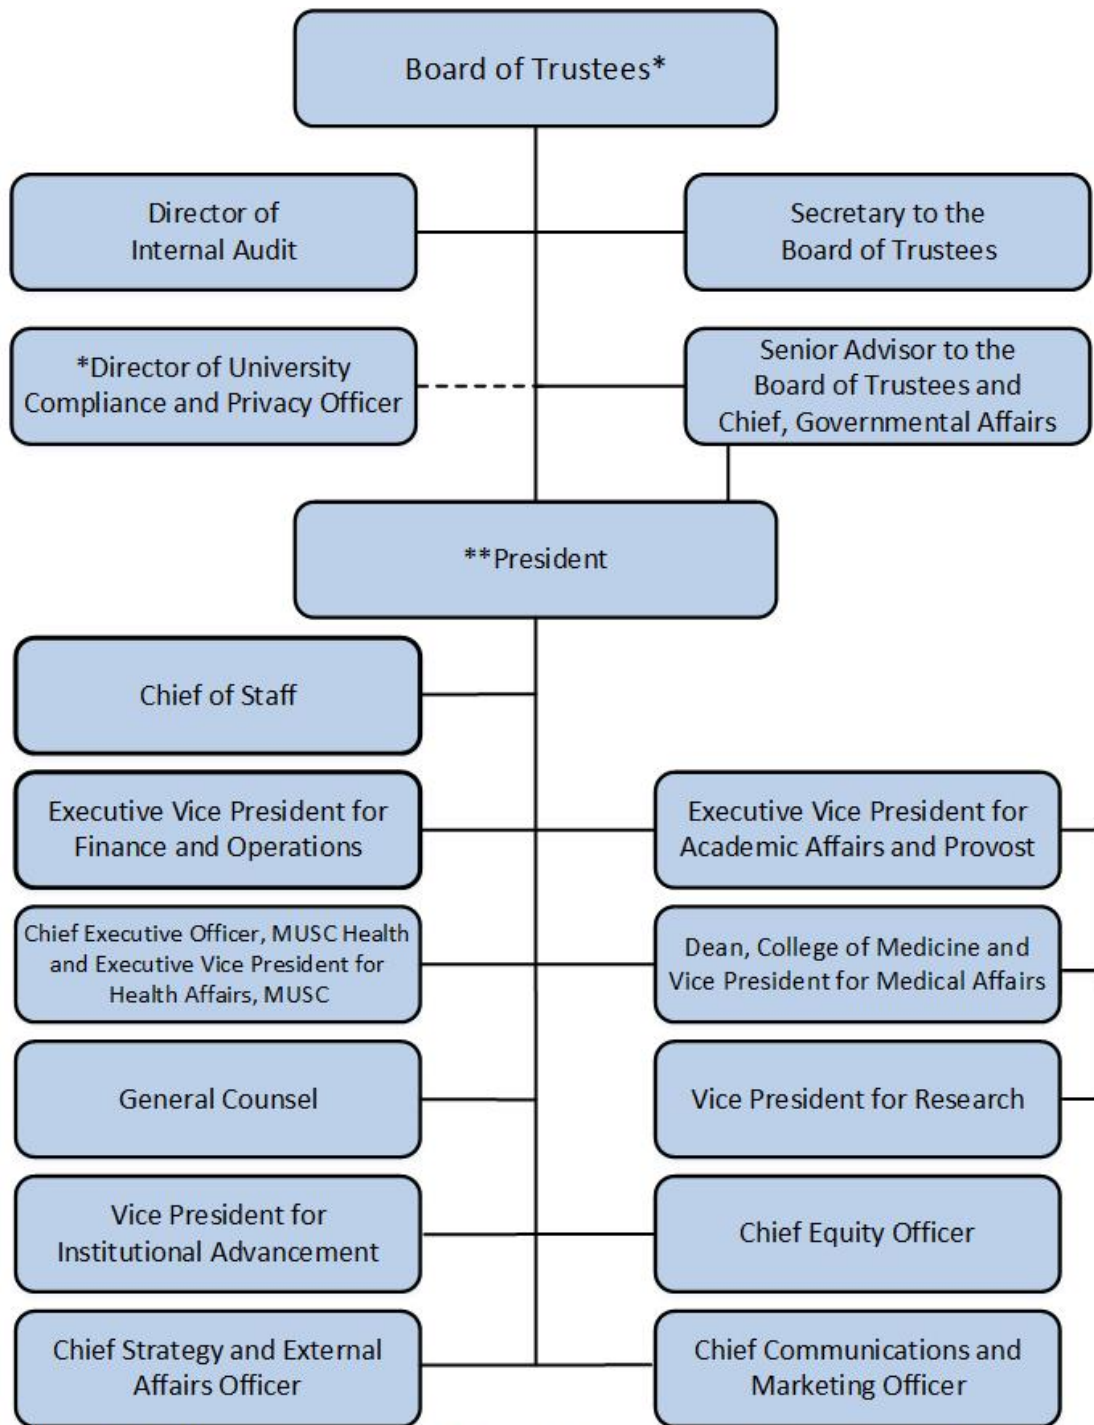 Board of Trustees*
Director of
Internal Audit
Secretary to the
Board of Trustees
*Director of University
Compliance and Privacy Officer
Senior Advisor to the
Board of Trustees and
Chief, Governmental Affairs
**President
Chief of Staff
Executive Vice President for
Finance and Operations
Executive Vice President for
Academic Affairs and Provost
Chief Executive Officer, MUSC Health
and Executive Vice President for
Health Affairs, MUSC
Dean, College of Medicine and
Vice President for Medical Affairs
General Counsel
Vice President for Research
Vice President for
Institutional Advancement
Chief Equity Officer
Chief Strategy and External
Affairs Officer
Chief Communications and
Marketing Officer